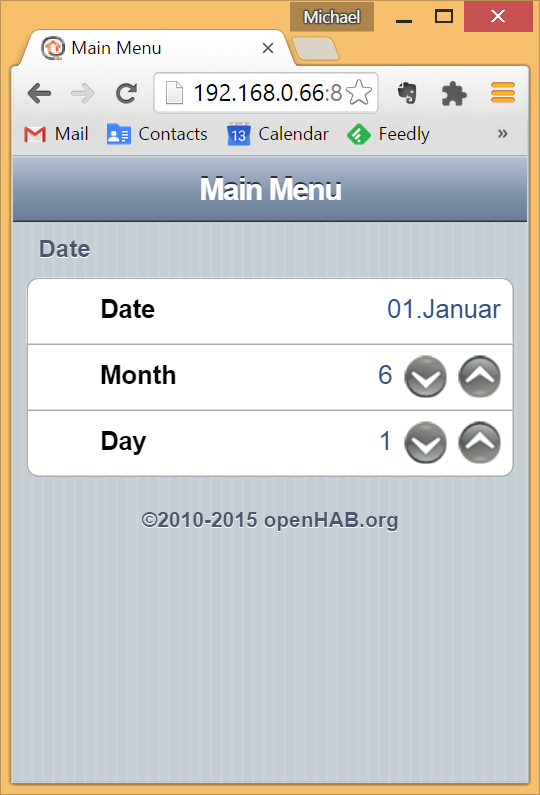 Michael
Main Menu
192.168.0.66:8
Mail Contacts 13 Calendar Feedly »
Main Menu
Date
Date 01.Januar
Month 6
Day 1
©2010-2015 openHAB.org